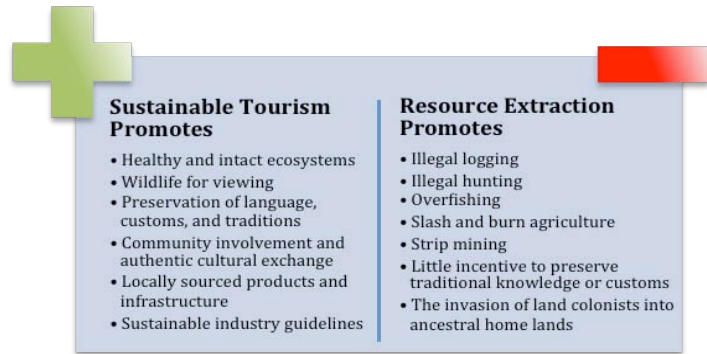 Sustainable Tourism
Promotes
• Healthy and intact ecosystems
• Wildlife for viewing
• Preservation of language,
customs, and traditions
• Community involvement and
authentic cultural exchange
• Locally sourced products and
infrastructure
• Sustainable industry guidelines
Resource Extraction
Promotes
• Illegal logging
• Illegal hunting
• Overfishing
• Slash and burn agriculture
• Strip mining
• Little incentive to preserve
traditional knowledge or customs
• The invasion of land colonists into
ancestral home lands